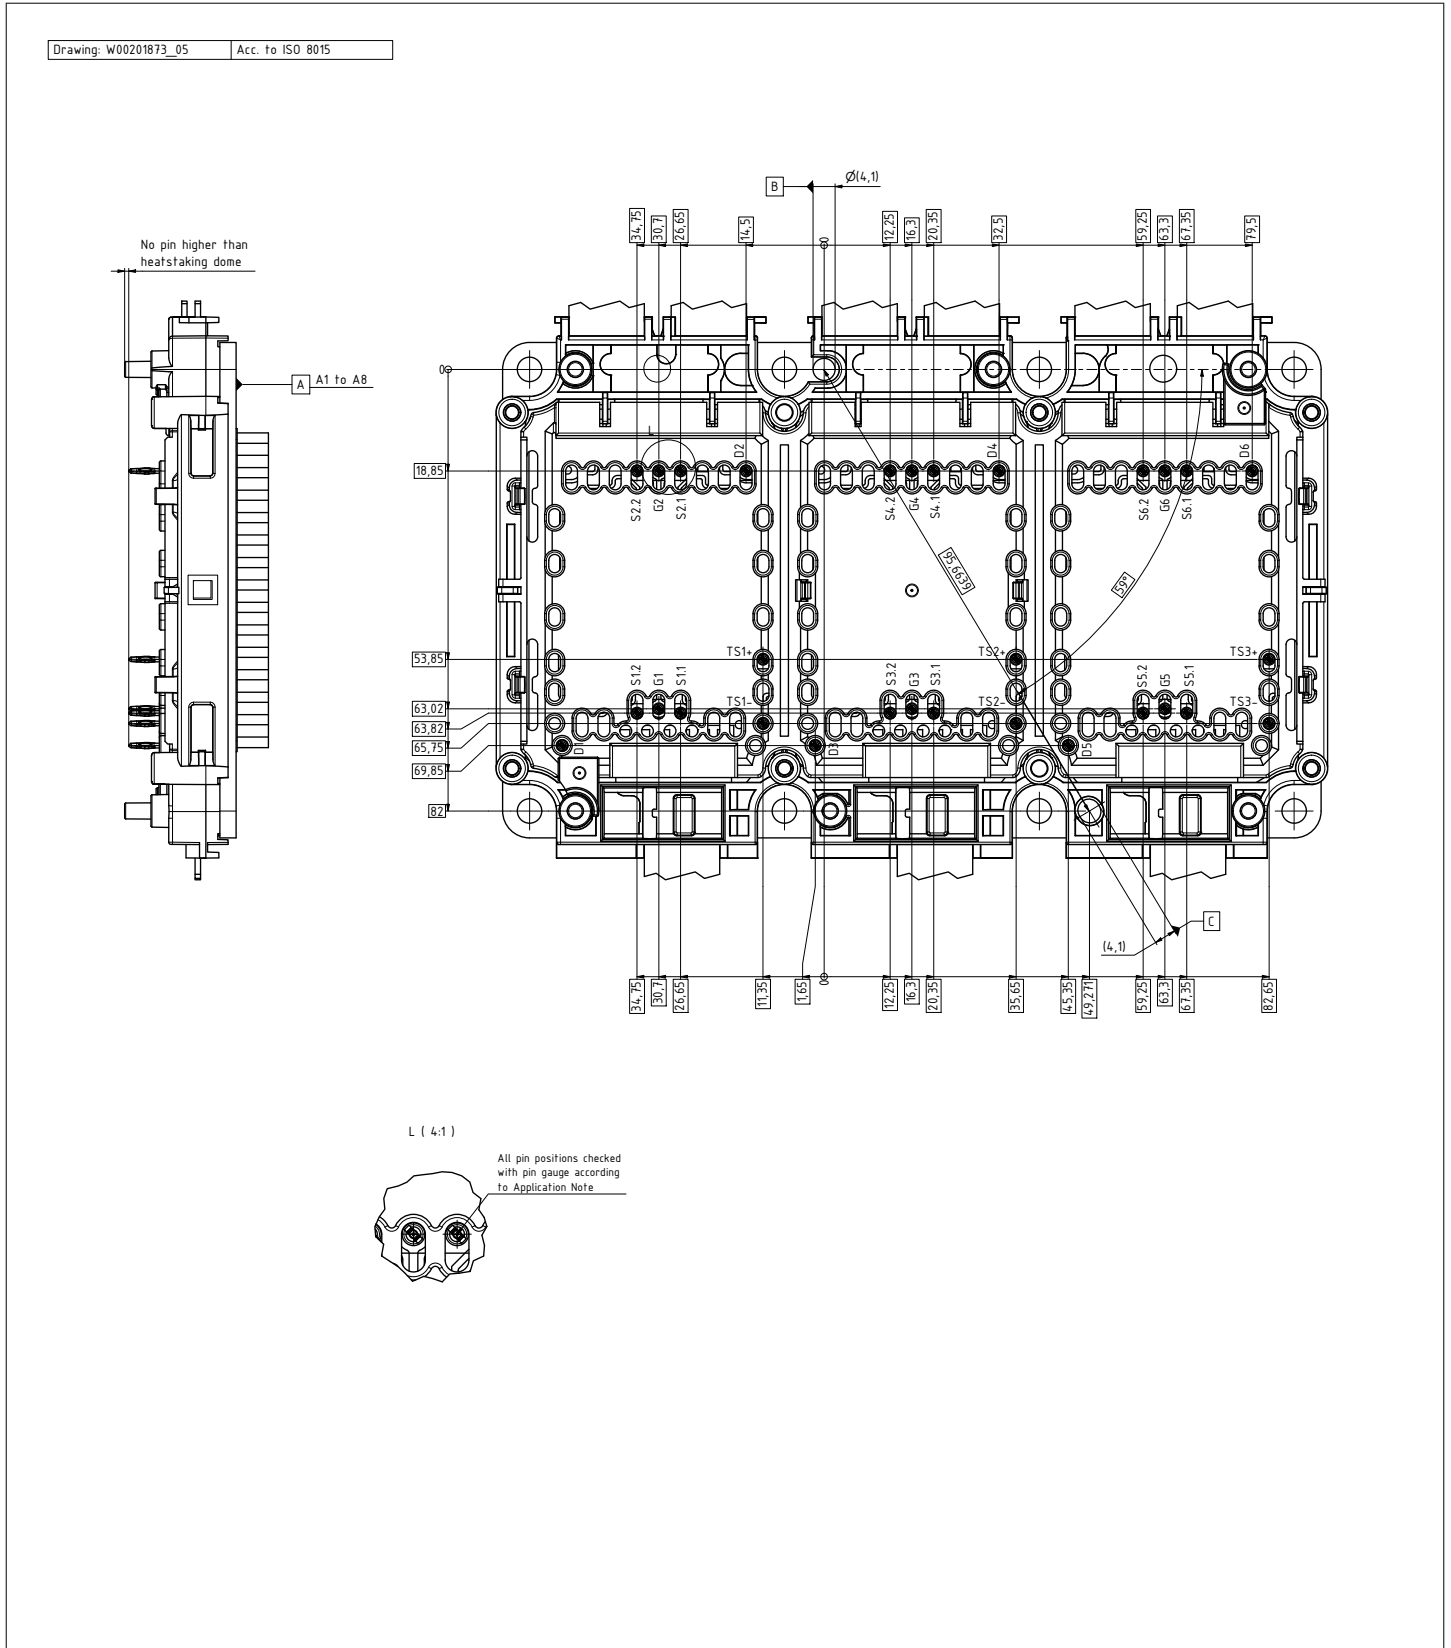 Drawing: W00201873_05
Acc. to ISO 8015
B
Ø(4,1)
34,75
30,7
26,65
14,5
0
12,25
16,3
20,35
32,5
59,25
63,3
67,35
79,5
No pin higher than
heatstaking dome
A
A1 to A8
0
L
D2
D4
D6
18,85
S2.2
G2
S2.1
S4.2
G4
S4.1
S6.2
G6
S6.1
95,6639
59°
53,85
TS1+
TS2+
TS3+
S1.2
G1
S1.1
S3.2
G3
S3.1
S5.2
G5
S5.1
TS1-
TS2-
TS3-
63,02
63,82
65,75
69,85
D1
D3
D5
82
C
(4,1)
34,75
30,7
26,65
11,35
1,65
0
12,25
16,3
20,35
35,65
45,35
49,271
59,25
63,3
67,35
82,65
L ( 4:1 )
All pin positions checked
with pin gauge according
to Application Note